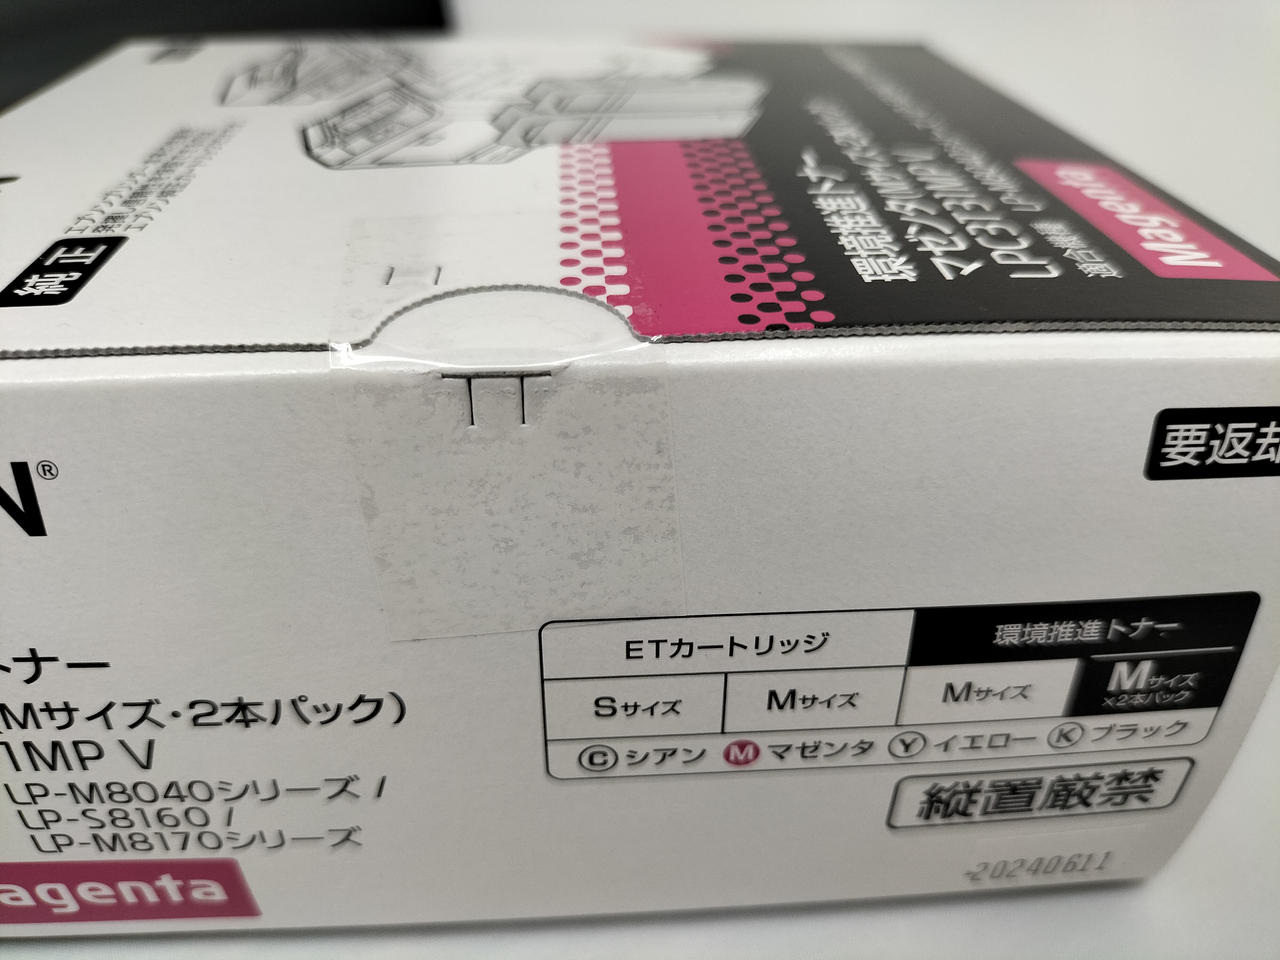 純正
環境推進トナー
マゼンタ(Mサイズ・2本パック)
LPC3T31MPV
適合機種
Magenta
N®
要返却
トナー
(Mサイズ・2本パック)
1MP V
LP-M8040シリーズ /
LP-S8160 /
LP-M8170シリーズ
agenta
ETカートリッジ 環境推進トナー
Sサイズ Mサイズ Mサイズ Mサイズ
×2本パック
Ⓒシアン Ⓜマゼンタ Ⓨイエロー Ⓚブラック
縦置厳禁
20240611